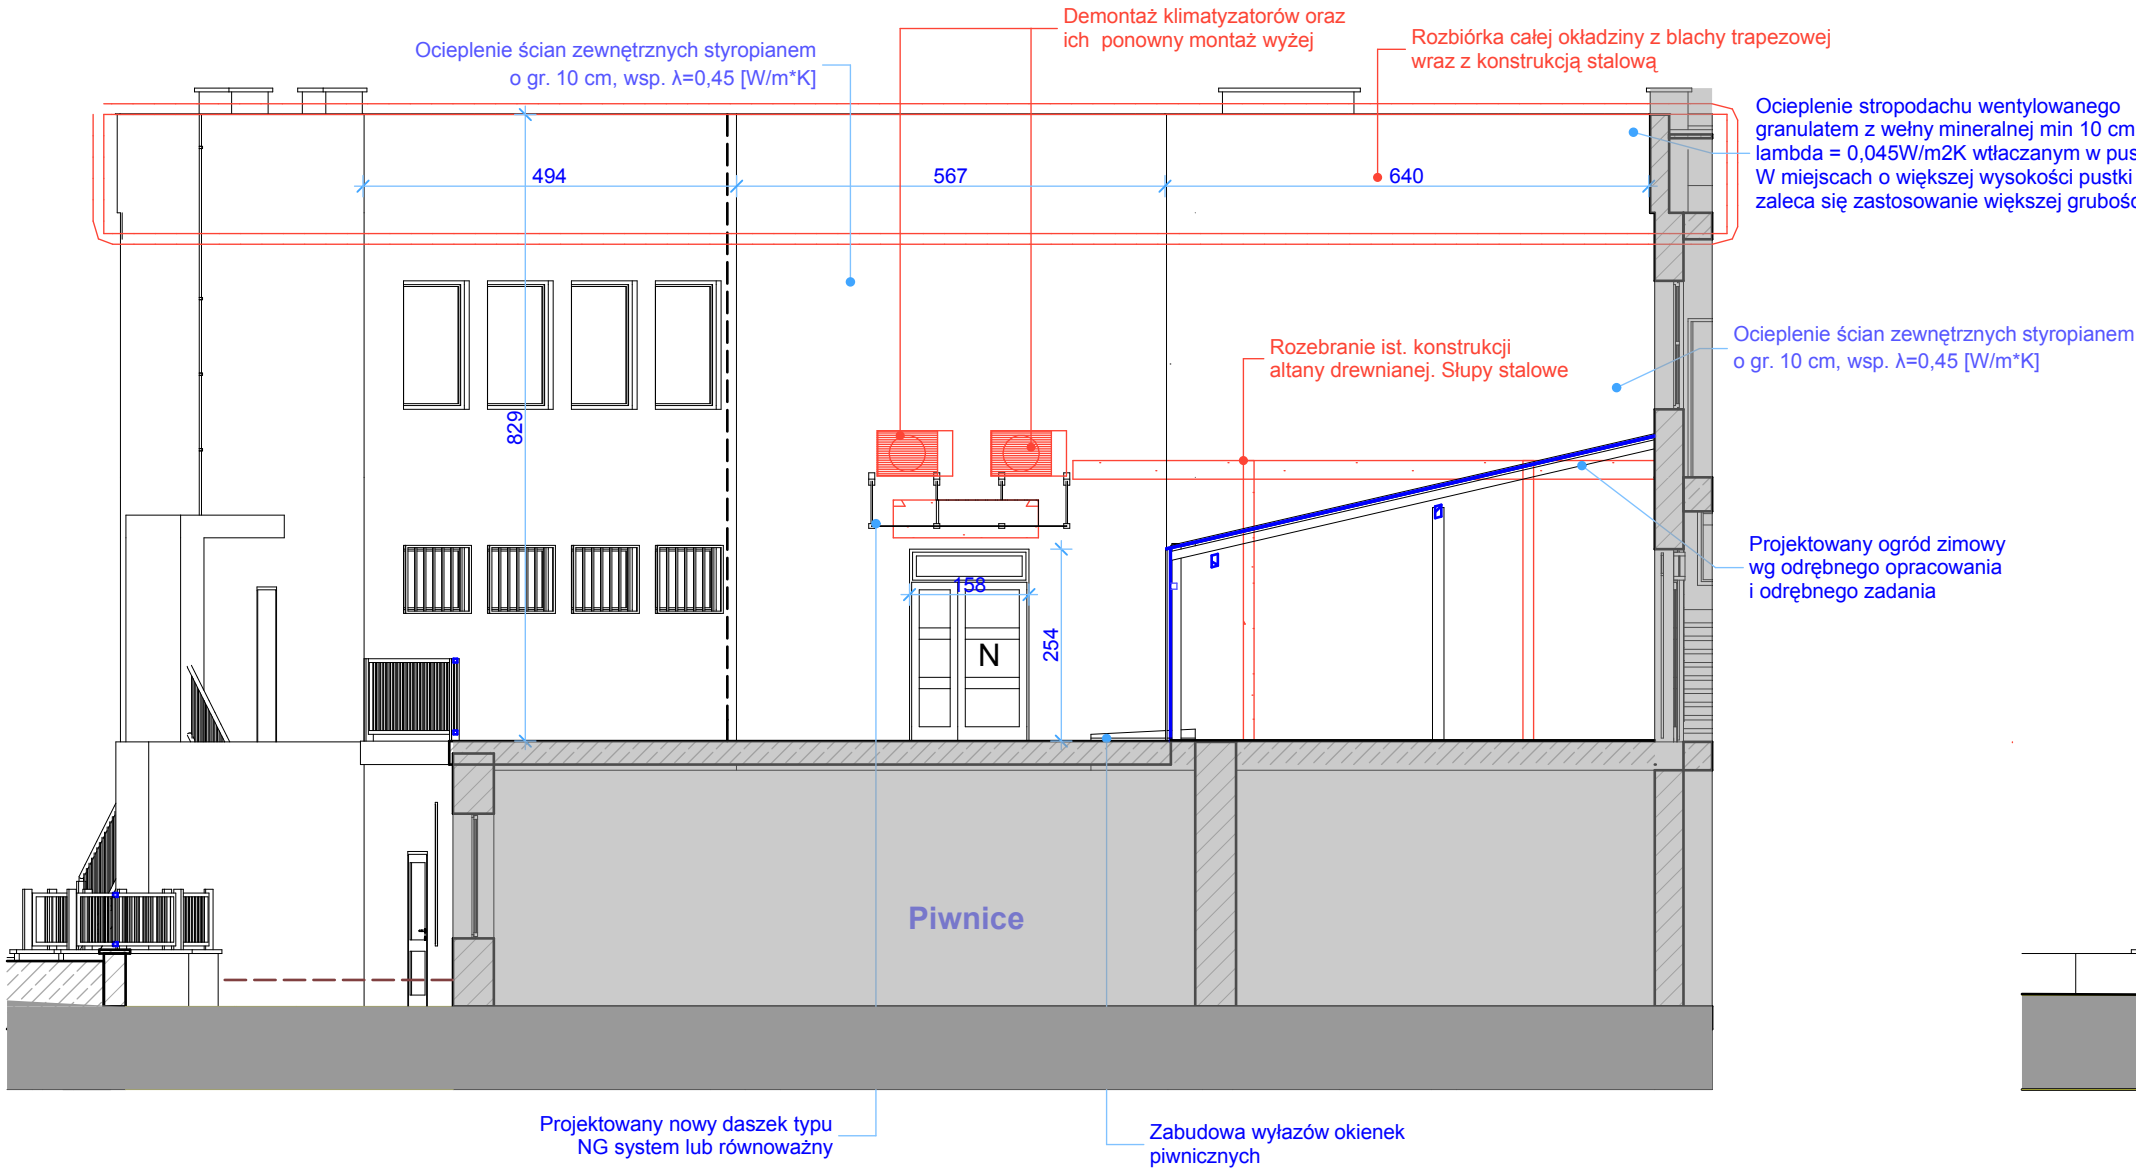 Demontaż klimatyzatorów oraz
ich ponowny montaż wyżej
Ocieplenie ścian zewnętrznych styropianem
o gr. 10 cm, wsp. λ=0,45 [W/m*K]
Rozbiórka całej okładziny z blachy trapezowej
wraz z konstrukcją stalową
Ocieplenie stropodachu wentylowanego
granulatem z wełny mineralnej min 10 cm
lambda = 0,045W/m2K wtłaczanym w
W miejscach o większej wysokości pustki
zaleca się zastosowanie większej
494
567
640
829
Rozebranie ist. konstrukcji
altany drewnianej. Słupy stalowe
Ocieplenie ścian zewnętrznych styropianem
o gr. 10 cm, wsp. λ=0,45 [W/m*K]
Projektowany ogród zimowy
wg odrębnego opracowania
i odrębnego zadania
158
254
N
Piwnice
Projektowany nowy daszek typu
NG system lub równoważny
Zabudowa wyłazów okienek
piwnicznych